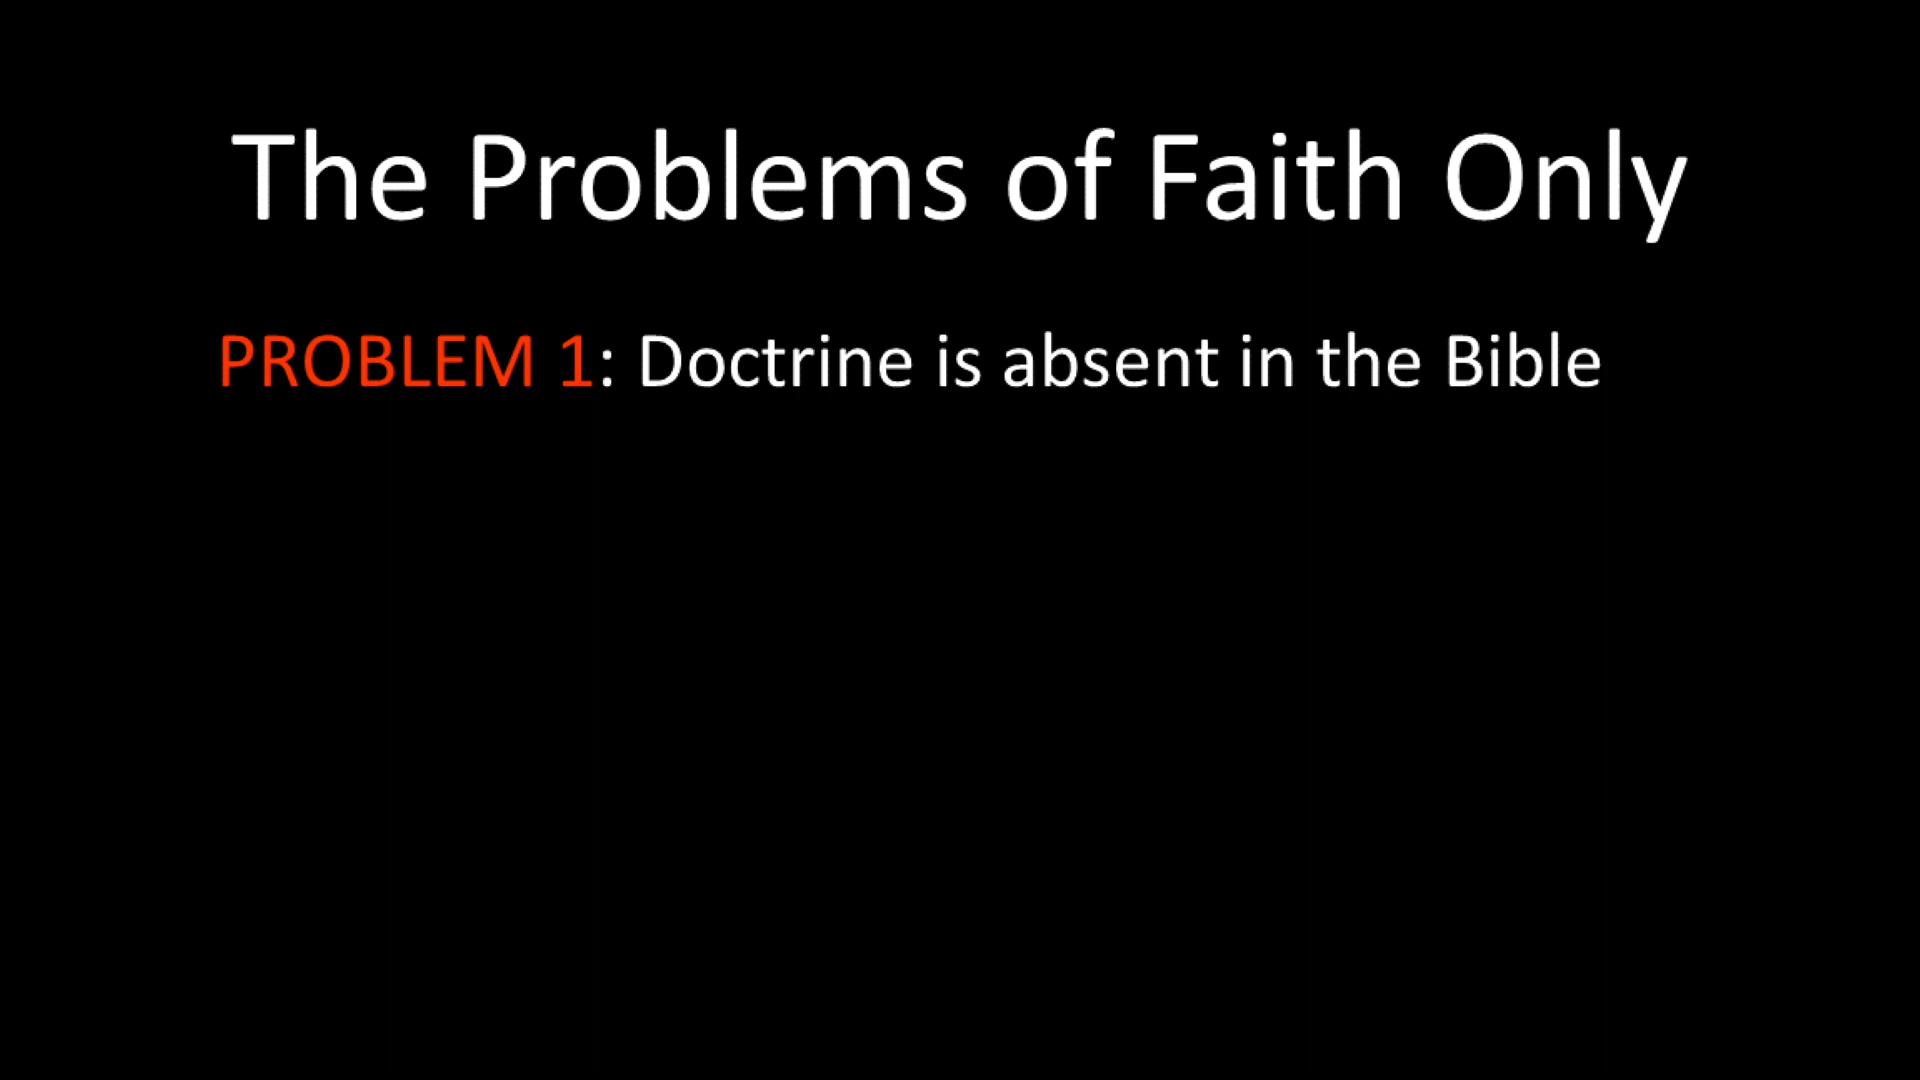 The Problems of Faith Only
PROBLEM 1: Doctrine is absent in the Bible